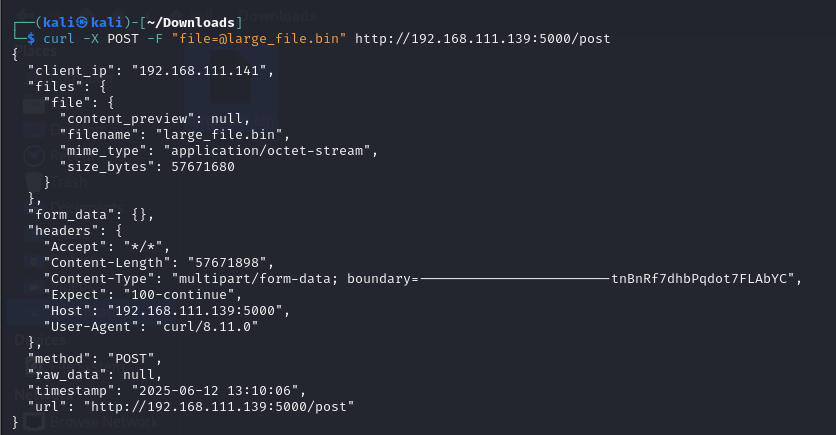 ┌──(kali㉿kali)-[~/Downloads]
└─$ curl -X POST -F "file=@large_file.bin" http://192.168.111.139:5000/post
{
  "client_ip": "192.168.111.141",
  "files": {
    "file": {
      "content_preview": null,
      "filename": "large_file.bin",
      "mime_type": "application/octet-stream",
      "size_bytes": 57671680
    }
  },
  "form_data": {},
  "headers": {
    "Accept": "*/*",
    "Content-Length": "57671898",
    "Content-Type": "multipart/form-data; boundary=------------------------tnBnRf7dhbPqdot7FLAbYC",
    "Expect": "100-continue",
    "Host": "192.168.111.139:5000",
    "User-Agent": "curl/8.11.0"
  },
  "method": "POST",
  "raw_data": null,
  "timestamp": "2025-06-12 13:10:06",
  "url": "http://192.168.111.139:5000/post"
}
Browse Network